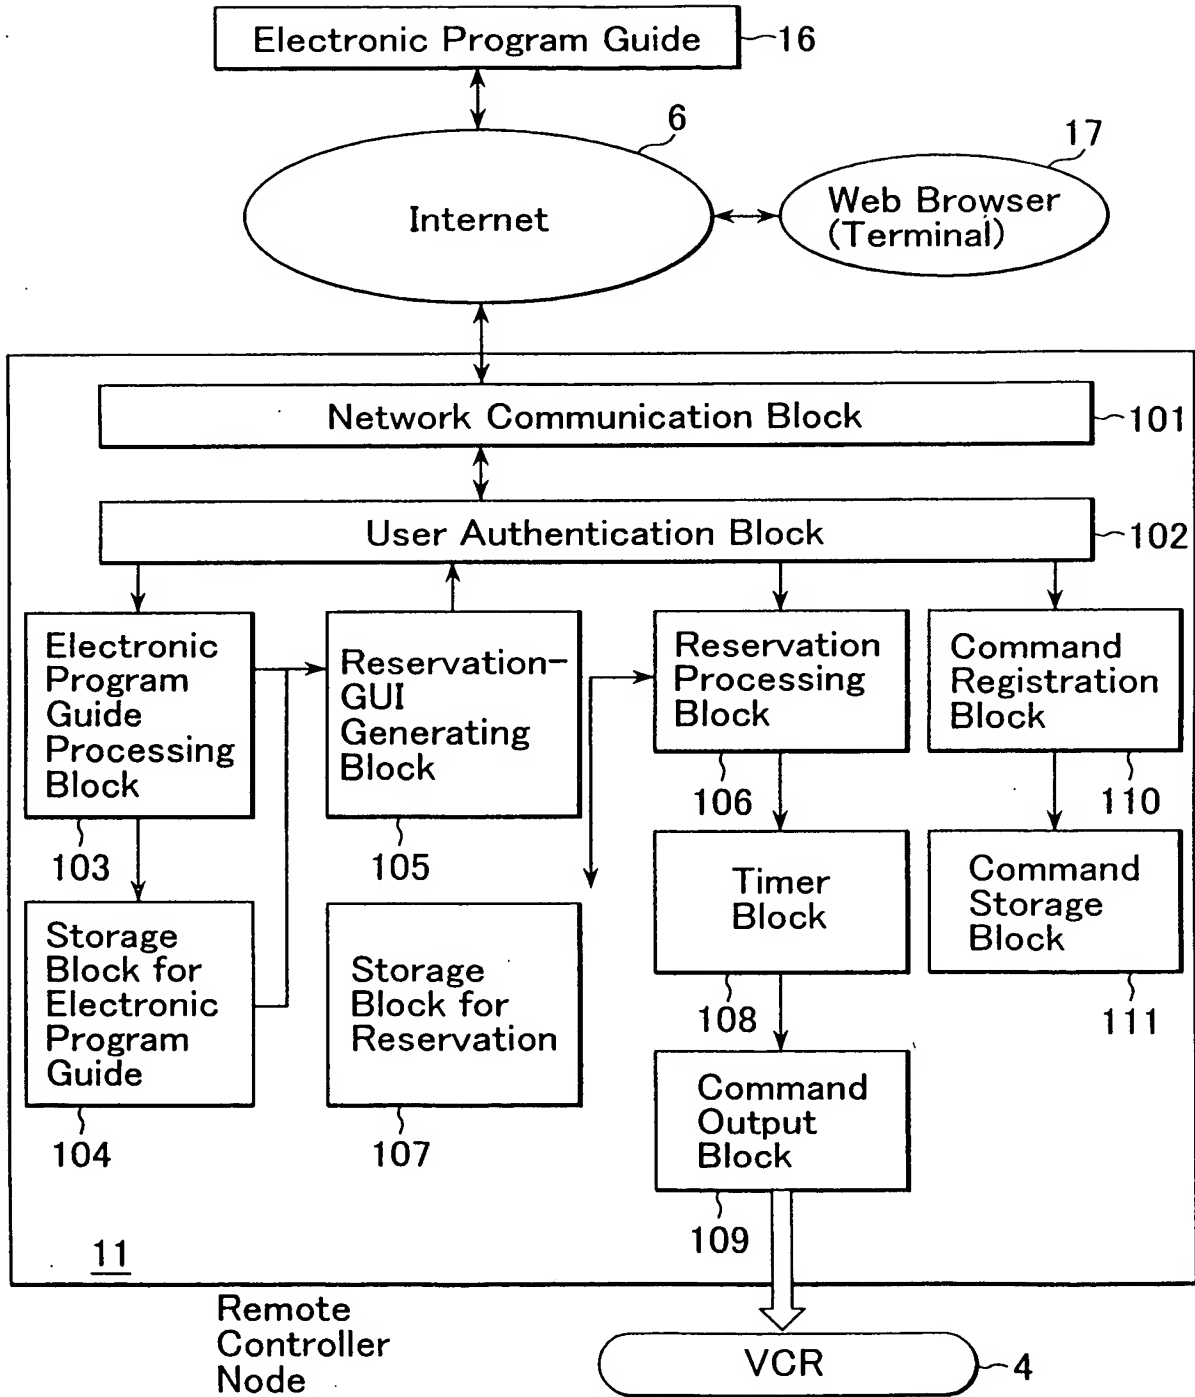 Electronic Program Guide
16
6
17
Internet
Web Browser
(Terminal)
Network Communication Block
101
User Authentication Block
102
Electronic
Program
Guide
Processing
Block
103
Reservation-
GUI
Generating
Block
105
Reservation
Processing
Block
106
Command
Registration
Block
110
Storage
Block for
Electronic
Program
Guide
104
Storage
Block for
Reservation
107
Timer
Block
108
Command
Storage
Block
111
Command
Output
Block
109
11
Remote
Controller
Node
VCR
4